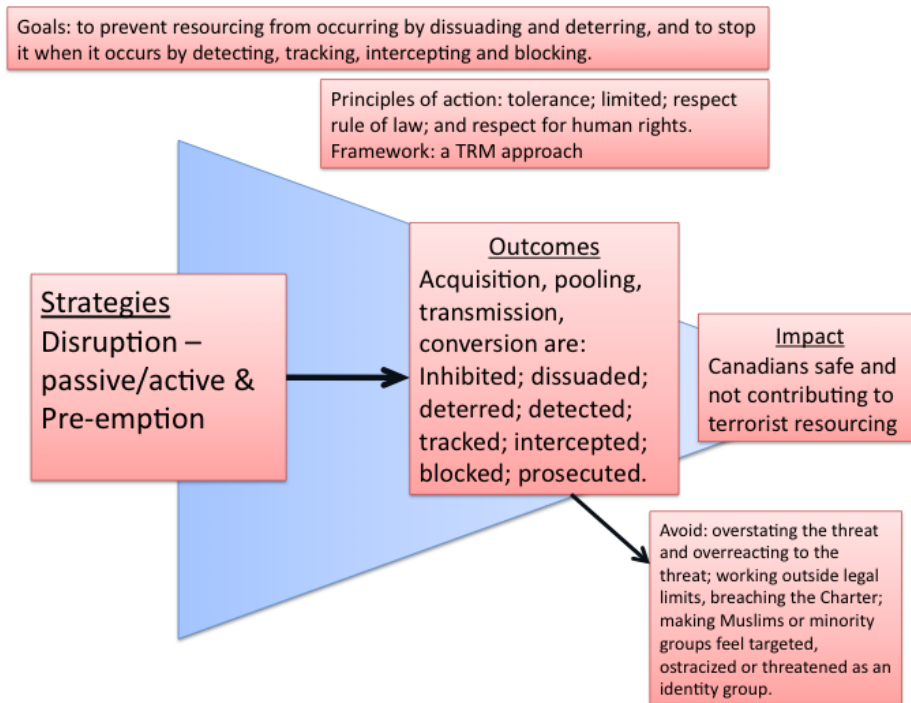 Goals: to prevent resourcing from occurring by dissuading and deterring, and to stop
it when it occurs by detecting, tracking, intercepting and blocking.
Principles of action: tolerance; limited; respect
rule of law; and respect for human rights.
Framework: a TRM approach
Strategies
Disruption –
passive/active &
Pre-emption
Outcomes
Acquisition, pooling,
transmission,
conversion are:
Inhibited; dissuaded;
deterred; detected;
tracked; intercepted;
blocked; prosecuted.
Impact
Canadians safe and
not contributing to
terrorist resourcing
Avoid: overstating the threat
and overreacting to the
threat; working outside legal
limits, breaching the Charter;
making Muslims or minority
groups feel targeted,
ostracized or threatened as an
identity group.